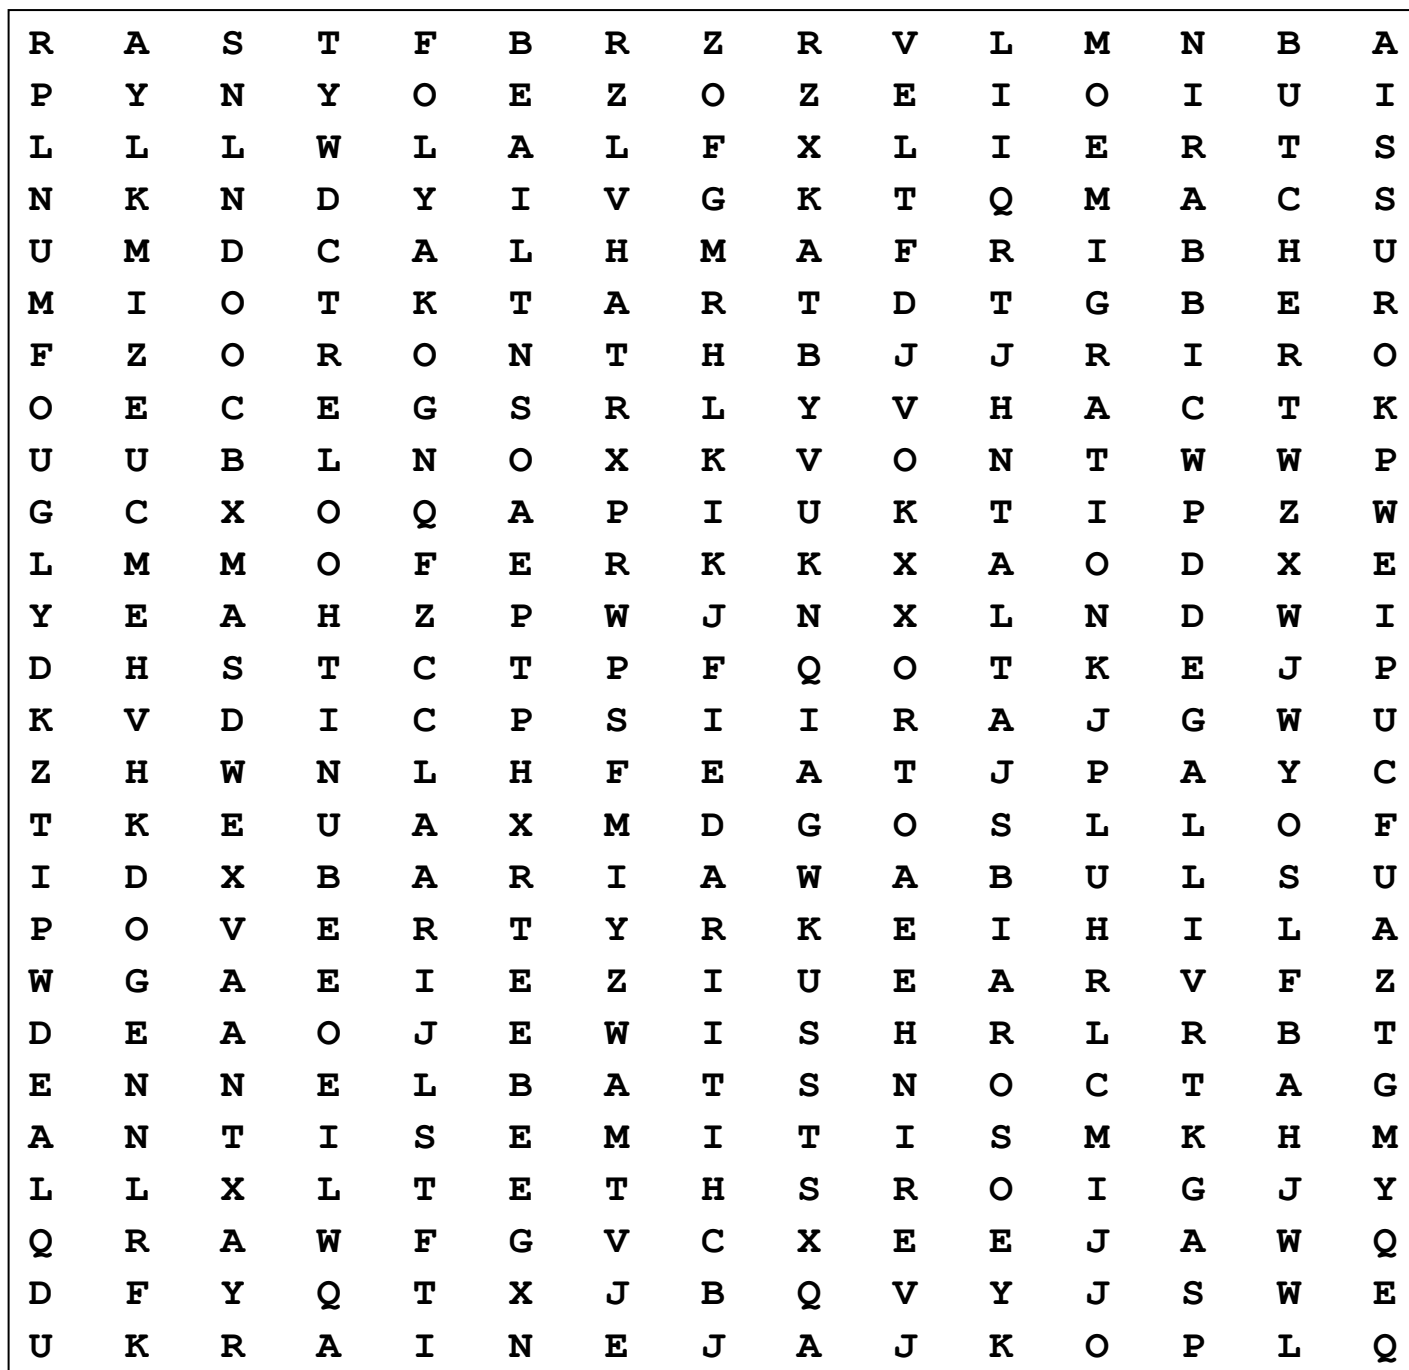 R A S T F B R Z R V L M N B A
P Y N Y O E Z O Z E I O I U I
L L L W L A L F X L I E R T S
N K N D Y I V G K T Q M A C S
U M D C A L H M A F R I B H U
M I O T K T A R T D T G B E R
F Z O R O N T H B J J R I R O
O E C E G S R L Y V H A C T K
U U B L N O X K V O N T W W P
G C X O Q A P I U K T I P Z W
L M M O F E R K K X A O D X E
Y E A H Z P W J N X L N D W I
D H S T C T P F Q O T K E J P
K V D I C P S I I R A J G W U
Z H W N L H F E A T J P A Y C
T K E U A X M D G O S L L O F
I D X B A R I A W A B U L S U
P O V E R T Y R K E I H I L A
W G A E I E Z I U E A R V F Z
D E A O J E W I S H R L R B T
E N N E L B A T S N O C T A G
A N T I S E M I T I S M K H M
L L X L T E T H S R O I G J Y
Q R A W F G V C X E E J A W Q
D F Y Q T X J B Q V Y J S W E
U K R A I N E J A J K O P L Q